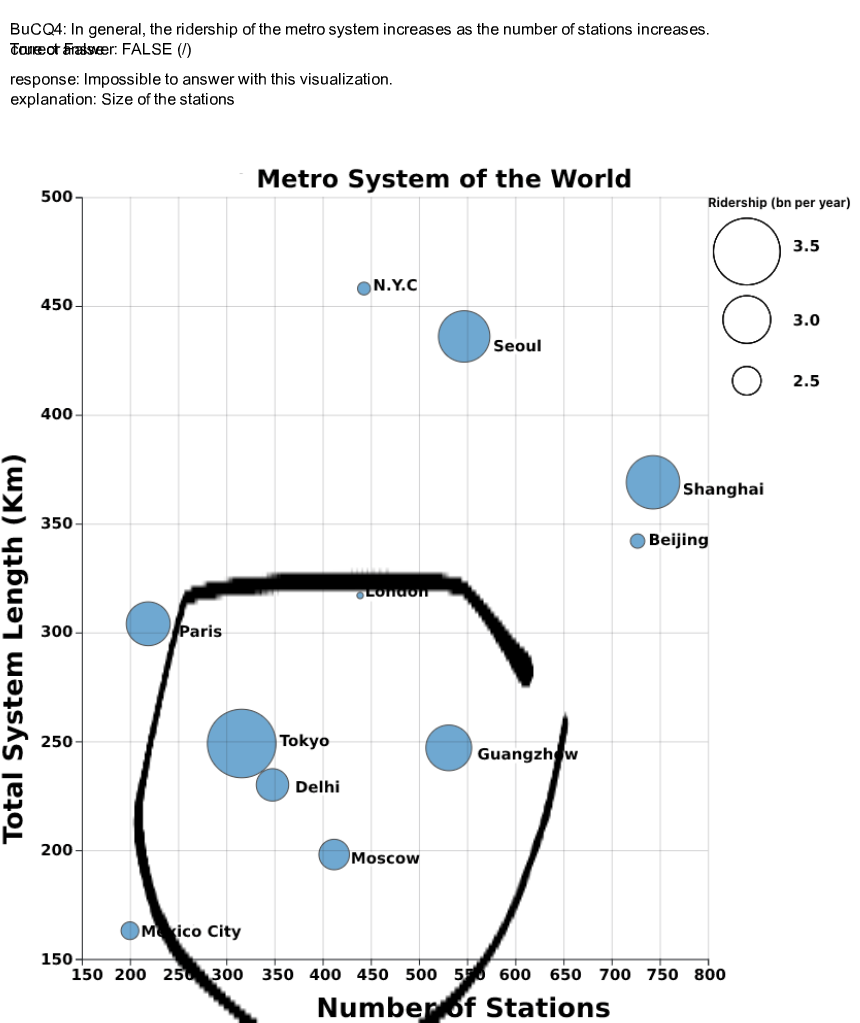 BuCQ4: In general, the ridership of the metro system increases as the number of stations increases.
True or False
correct answer: FALSE (/)
response: Impossible to answer with this visualization.
explanation: Size of the stations
Metro System of the World
Ridership (bn per year)
3.5
3.0
2.5
500
450
400
350
300
250
200
150
Total System Length (Km)
N.Y.C
Seoul
Shanghai
Beijing
London
Paris
Tokyo
Guangzhow
Delhi
Moscow
Mexico City
150 200 250 300 350 400 450 500 550 600 650 700 750 800
Number of Stations